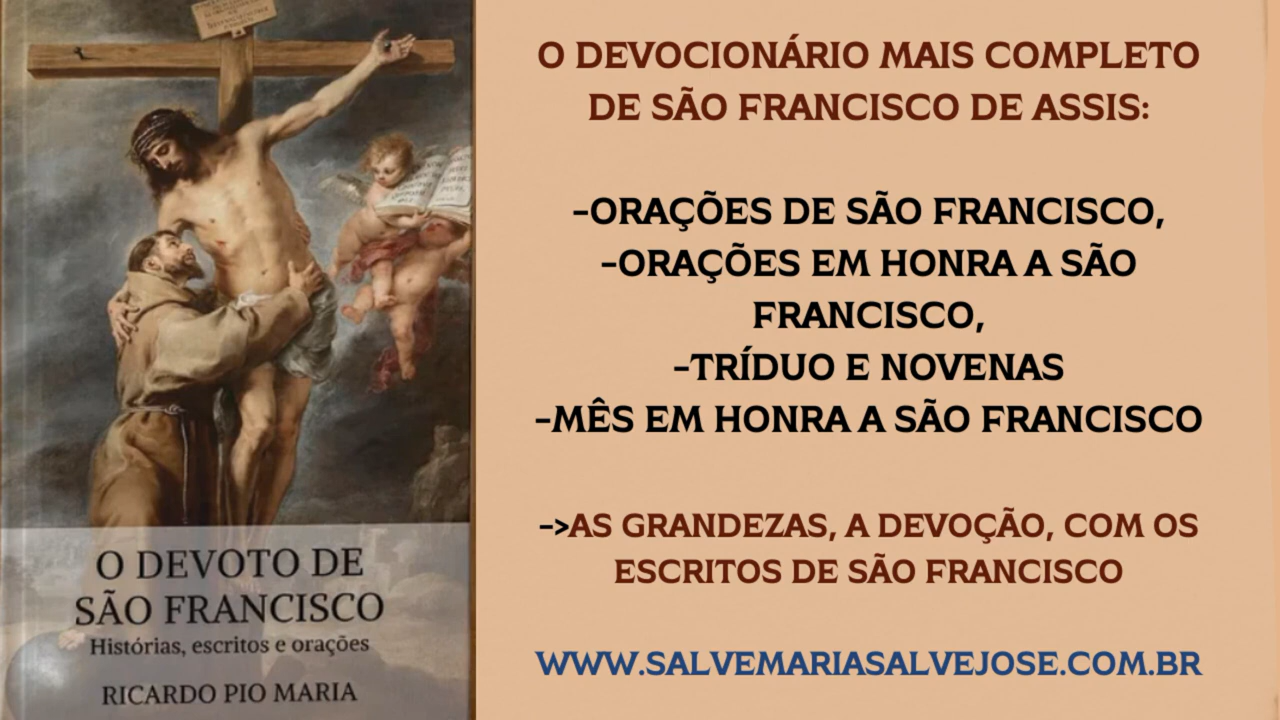 O DEVOTO DE
SÃO FRANCISCO
Histórias, escritos e orações
RICARDO PIO MARIA
O DEVOCIONÁRIO MAIS COMPLETO
DE SÃO FRANCISCO DE ASSIS:
-ORAÇÕES DE SÃO FRANCISCO,
-ORAÇÕES EM HONRA A SÃO
FRANCISCO,
-TRÍDUO E NOVENAS
-MÊS EM HONRA A SÃO FRANCISCO
->AS GRANDEZAS, A DEVOÇÃO, COM OS
ESCRITOS DE SÃO FRANCISCO
WWW.SALVEMARIASALVEJOSE.COM.BR